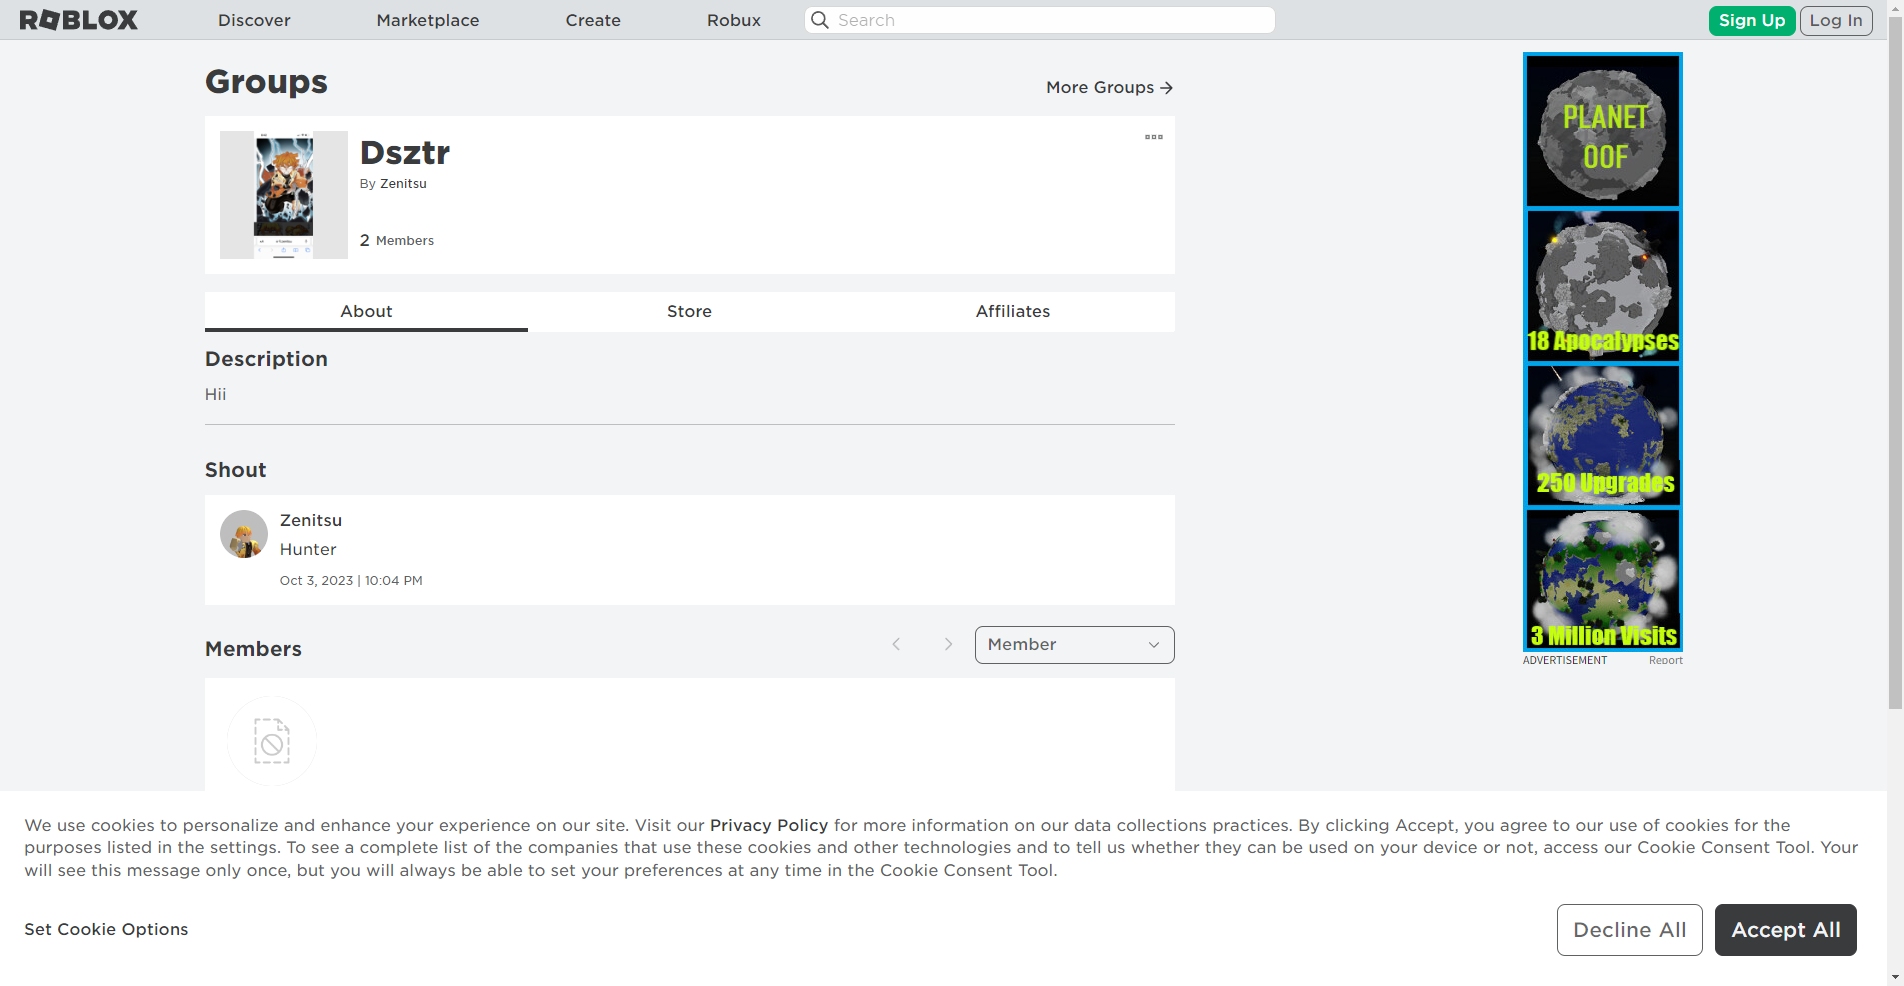 ROBLOX
Discover
Marketplace
Create
Robux
Search
Sign Up
Log In
Groups
More Groups
Dsztr
By Zenitsu
2 Members
About
Store
Affiliates
Description
Hii
Shout
Zenitsu
Hunter
Oct 3, 2023 | 10:04 PM
Members
Member
PLANET
OOF
18 Apocalypses
250 Upgrades
3 Million Visits
ADVERTISEMENT
Report
We use cookies to personalize and enhance your experience on our site. Visit our Privacy Policy for more information on our data collections practices. By clicking Accept, you agree to our use of cookies for the
purposes listed in the settings. To see a complete list of the companies that use these cookies and other technologies and to tell us whether they can be used on your device or not, access our Cookie Consent Tool. Your
will see this message only once, but you will always be able to set your preferences at any time in the Cookie Consent Tool.
Set Cookie Options
Decline All
Accept All